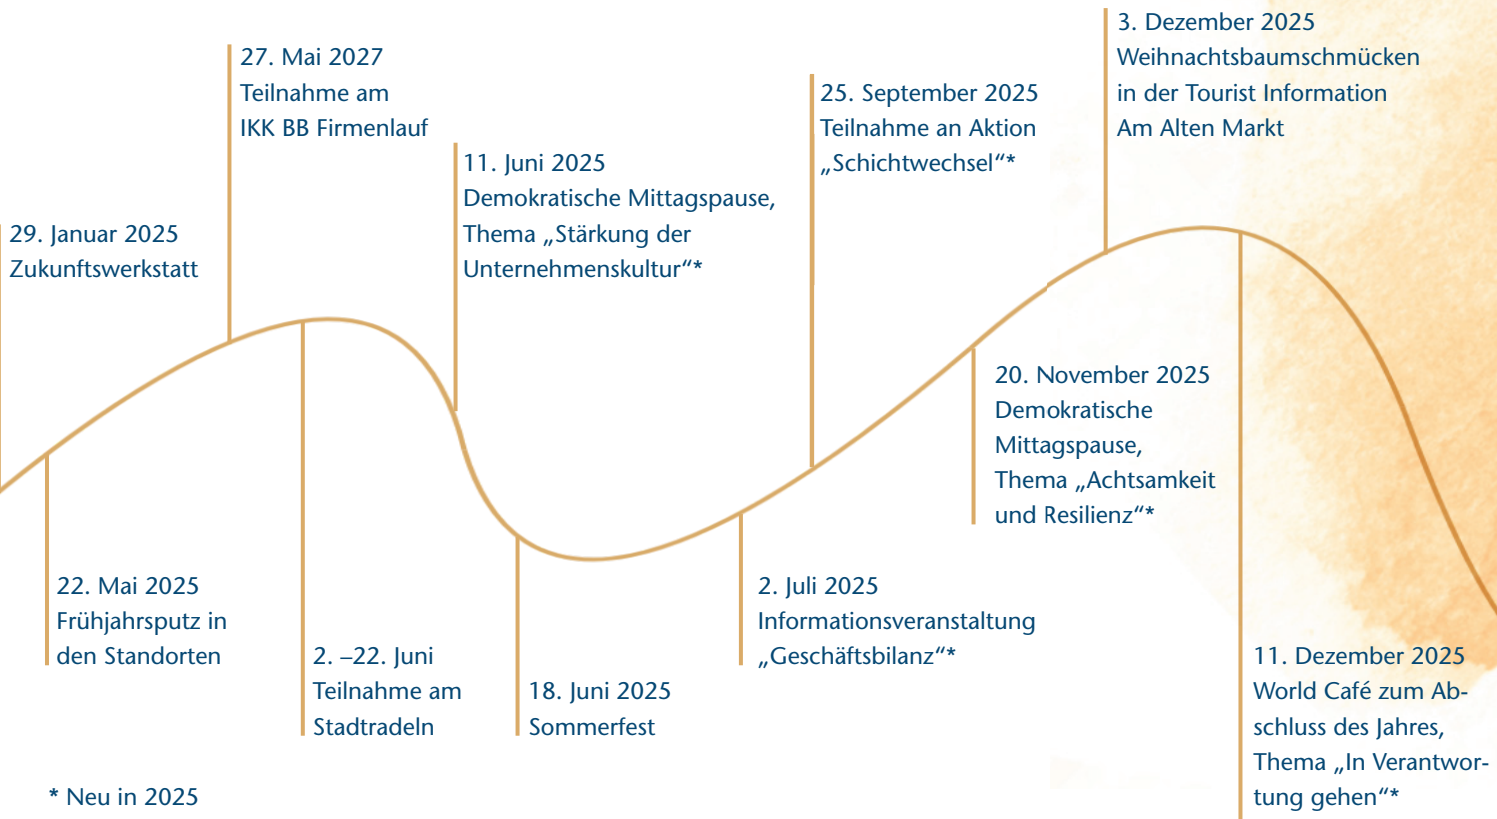 29. Januar 2025
Zukunftswerkstatt
22. Mai 2025
Frühjahrsputz in
den Standorten
27. Mai 2027
Teilnahme am
IKK BB Firmenlauf
2. –22. Juni
Teilnahme am
Stadtradeln
11. Juni 2025
Demokratische Mittagspause,
Thema „Stärkung der
Unternehmenskultur“*
18. Juni 2025
Sommerfest
2. Juli 2025
Informationsveranstaltung
„Geschäftsbilanz“*
25. September 2025
Teilnahme an Aktion
„Schichtwechsel“*
20. November 2025
Demokratische
Mittagspause,
Thema „Achtsamkeit
und Resilienz“*
3. Dezember 2025
Weihnachtsbaumschmücken
in der Tourist Information
Am Alten Markt
11. Dezember 2025
World Café zum Ab-
schluss des Jahres,
Thema „In Verantwor-
tung gehen“*
* Neu in 2025